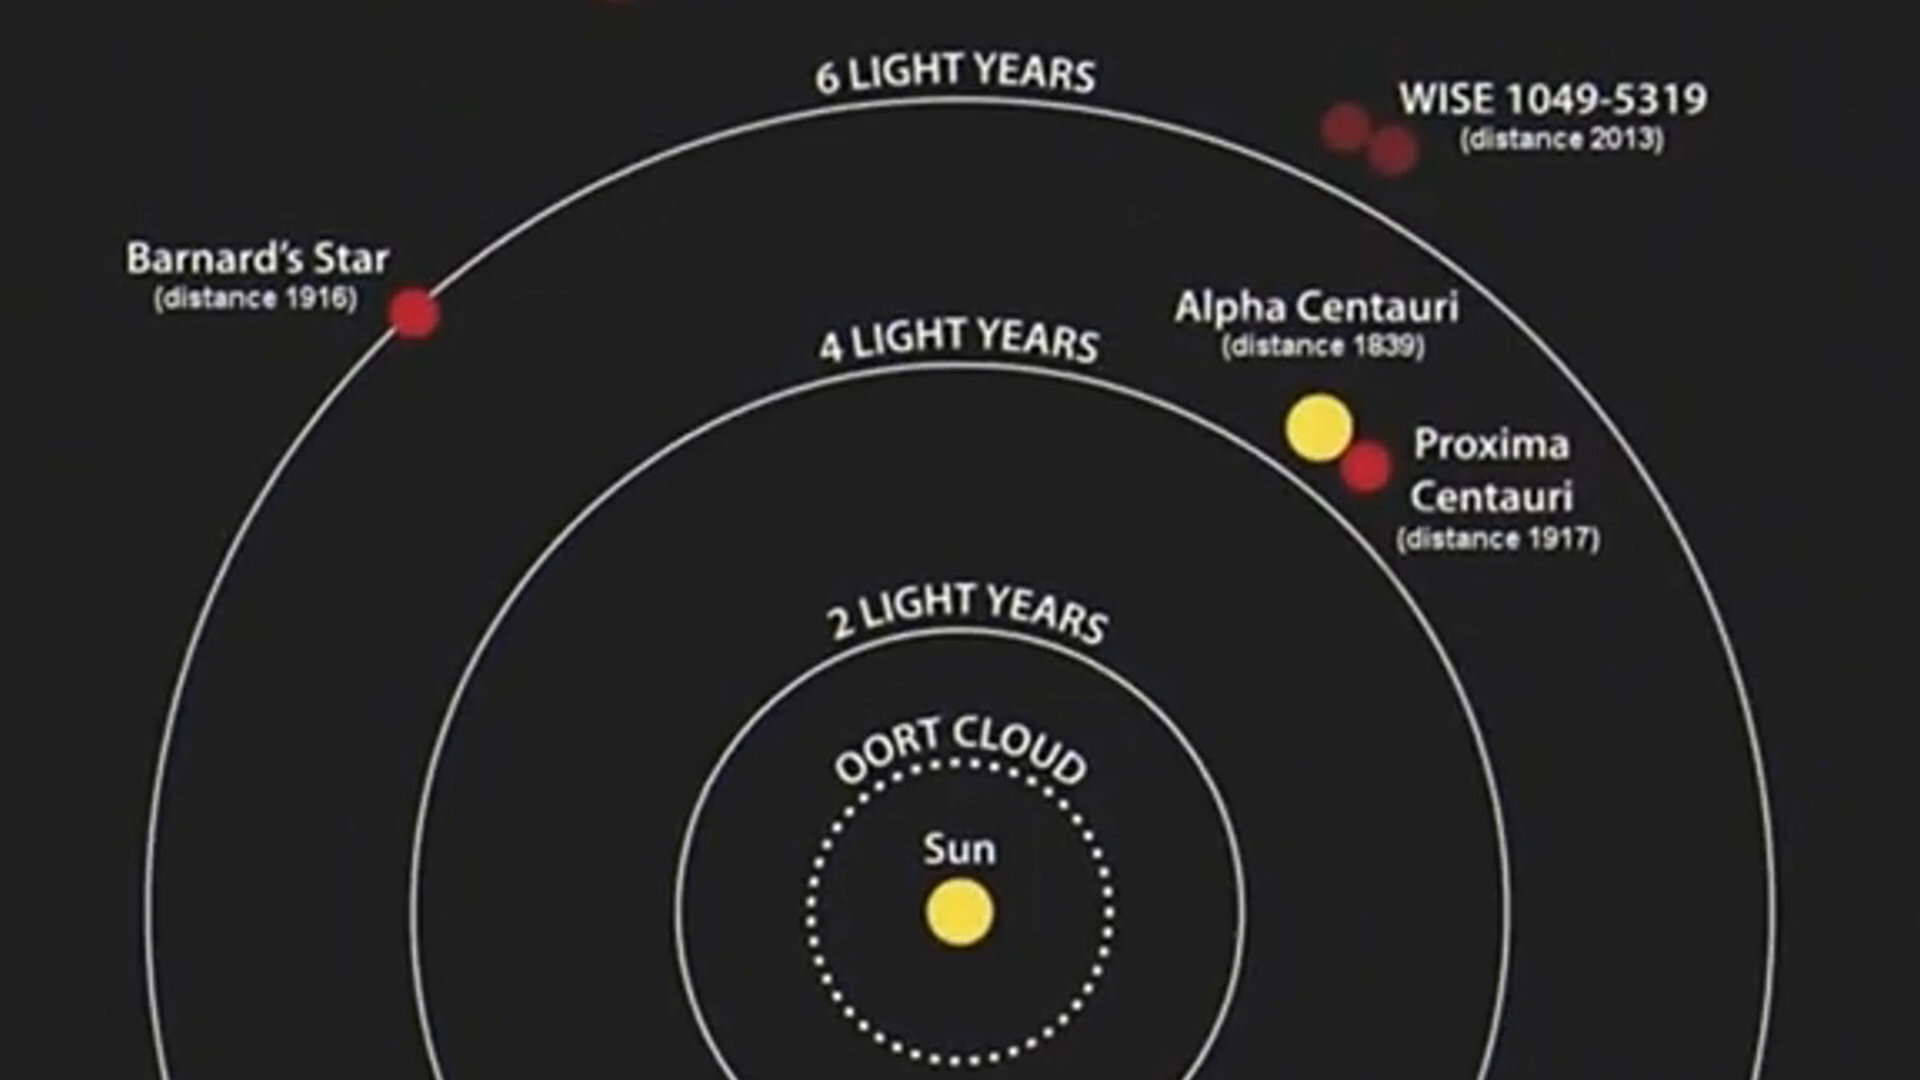 6 LIGHT YEARS
WISE 1049-5319
(distance 2013)
Barnard's Star
(distance 1916)
Alpha Centauri
(distance 1839)
4 LIGHT YEARS
Proxima
Centauri
(distance 1917)
2 LIGHT YEARS
OORT CLOUD
Sun